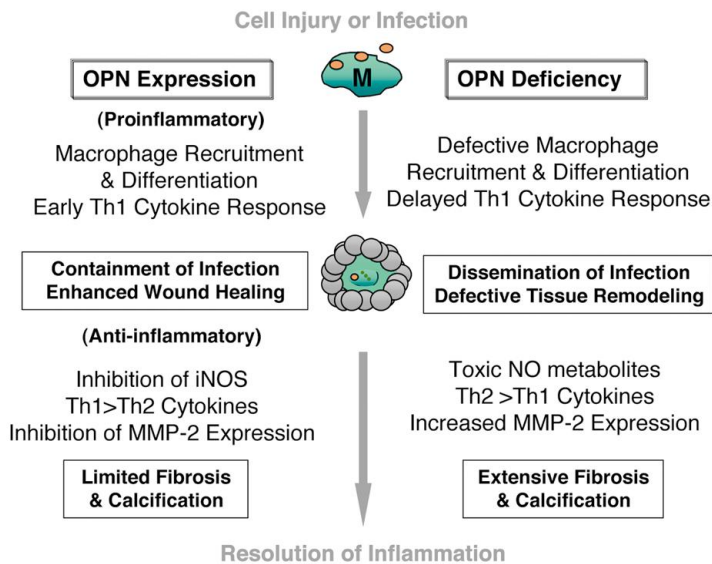 Cell Injury or Infection
OPN Expression
M
OPN Deficiency
(Proinflammatory)
Macrophage Recruitment
& Differentiation
Early Th1 Cytokine Response
Defective Macrophage
Recruitment & Differentiation
Delayed Th1 Cytokine Response
Containment of Infection
Enhanced Wound Healing
Dissemination of Infection
Defective Tissue Remodeling
(Anti-inflammatory)
Inhibition of iNOS
Th1>Th2 Cytokines
Inhibition of MMP-2 Expression
Toxic NO metabolites
Th2 >Th1 Cytokines
Increased MMP-2 Expression
Limited Fibrosis
& Calcification
Extensive Fibrosis
& Calcification
Resolution of Inflammation